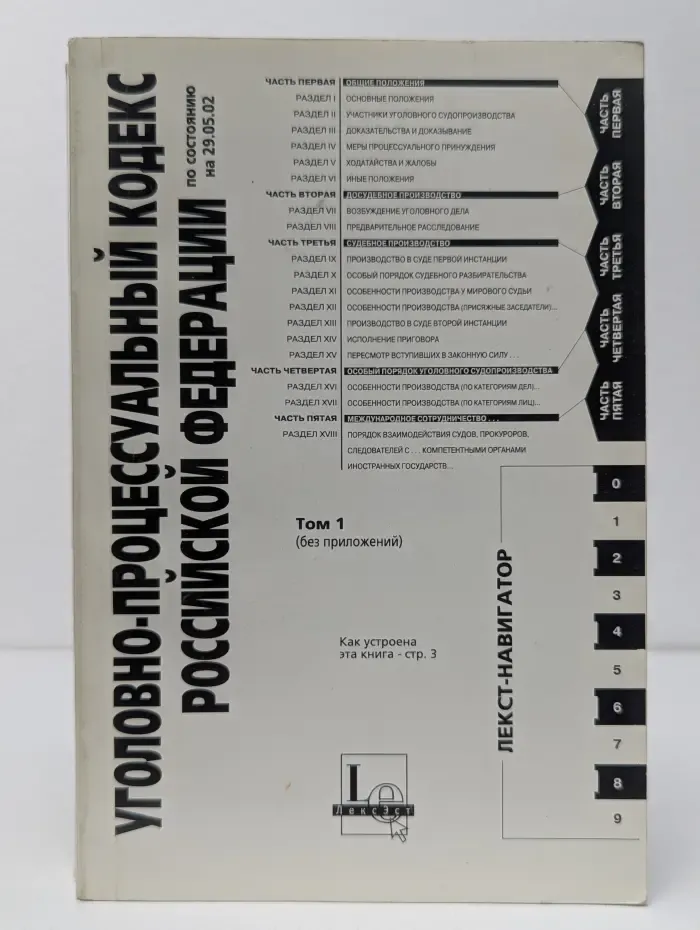 УГОЛОВНО-ПРОЦЕССУАЛЬНЫЙ КОДЕКС
РОССИЙСКОЙ ФЕДЕРАЦИИ
по состоянию
на 29.05.02
ЧАСТЬ ПЕРВАЯ ОБЩИЕ ПОЛОЖЕНИЯ
РАЗДЕЛ I ОСНОВНЫЕ ПОЛОЖЕНИЯ
РАЗДЕЛ II УЧАСТНИКИ УГОЛОВНОГО СУДОПРОИЗВОДСТВА
РАЗДЕЛ III ДОКАЗАТЕЛЬСТВА И ДОКАЗЫВАНИЕ
РАЗДЕЛ IV МЕРЫ ПРОЦЕССУАЛЬНОГО ПРИНУЖДЕНИЯ
РАЗДЕЛ V ХОДАТАЙСТВА И ЖАЛОБЫ
РАЗДЕЛ VI ИНЫЕ ПОЛОЖЕНИЯ
ЧАСТЬ ВТОРАЯ ДОСУДЕБНОЕ ПРОИЗВОДСТВО
РАЗДЕЛ VII ВОЗБУЖДЕНИЕ УГОЛОВНОГО ДЕЛА
РАЗДЕЛ VIII ПРЕДВАРИТЕЛЬНОЕ РАССЛЕДОВАНИЕ
ЧАСТЬ ТРЕТЬЯ СУДЕБНОЕ ПРОИЗВОДСТВО
РАЗДЕЛ IX ПРОИЗВОДСТВО В СУДЕ ПЕРВОЙ ИНСТАНЦИИ
РАЗДЕЛ X ОСОБЫЙ ПОРЯДОК СУДЕБНОГО РАЗБИРАТЕЛЬСТВА
РАЗДЕЛ XI ОСОБЕННОСТИ ПРОИЗВОДСТВА У МИРОВОГО СУДЬИ
РАЗДЕЛ XII ОСОБЕННОСТИ ПРОИЗВОДСТВА (ПРИСЯЖНЫЕ ЗАСЕДАТЕЛИ)...
РАЗДЕЛ XIII ПРОИЗВОДСТВО В СУДЕ ВТОРОЙ ИНСТАНЦИИ
РАЗДЕЛ XIV ИСПОЛНЕНИЕ ПРИГОВОРА
РАЗДЕЛ XV ПЕРЕСМОТР ВСТУПИВШИХ В ЗАКОННУЮ СИЛУ ...
ЧАСТЬ ЧЕТВЕРТАЯ ОСОБЫЙ ПОРЯДОК УГОЛОВНОГО СУДОПРОИЗВОДСТВА
РАЗДЕЛ XVI ОСОБЕННОСТИ ПРОИЗВОДСТВА (ПО КАТЕГОРИЯМ ДЕЛ)...
РАЗДЕЛ XVII ОСОБЕННОСТИ ПРОИЗВОДСТВА (ПО КАТЕГОРИЯМ ЛИЦ)...
ЧАСТЬ ПЯТАЯ МЕЖДУНАРОДНОЕ СОТРУДНИЧЕСТВО ...
РАЗДЕЛ XVIII ПОРЯДОК ВЗАИМОДЕЙСТВИЯ СУДОВ, ПРОКУРОРОВ,
СЛЕДОВАТЕЛЕЙ С ... КОМПЕТЕНТНЫМИ ОРГАНАМИ
ИНОСТРАННЫХ ГОСУДАРСТВ...
ЧАСТЬ
ПЕРВАЯ
ЧАСТЬ
ВТОРАЯ
ЧАСТЬ
ТРЕТЬЯ
ЧАСТЬ
ЧЕТВЕРТАЯ
ЧАСТЬ
ПЯТАЯ
Том 1
(без приложений)
Как устроена
эта книга - стр. 3
ЛЕКСТ-НАВИГАТОР
0
1
2
3
4
5
6
7
8
9
Le
ЛексЭст